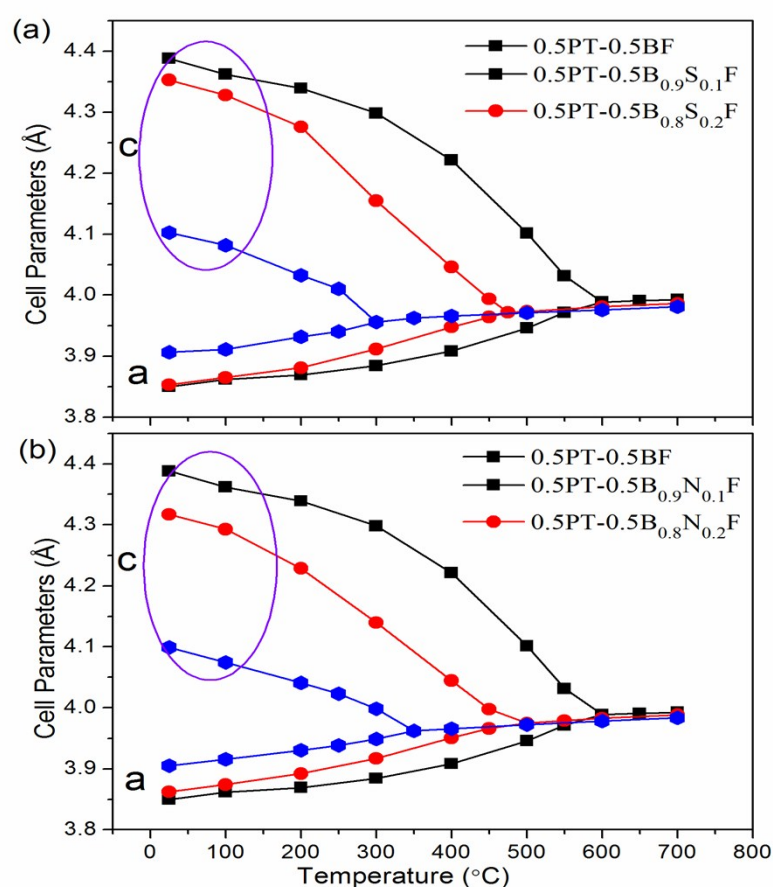 (a)
4.4
4.3
4.2
4.1
4.0
3.9
3.8
Cell Parameters (Å)
c
a
0.5PT-0.5BF
0.5PT-0.5B0.9S0.1F
0.5PT-0.5B0.8S0.2F
(b)
4.4
4.3
4.2
4.1
4.0
3.9
3.8
Cell Parameters (Å)
c
a
0.5PT-0.5BF
0.5PT-0.5B0.9N0.1F
0.5PT-0.5B0.8N0.2F
0 100 200 300 400 500 600 700 800
Temperature (°C)